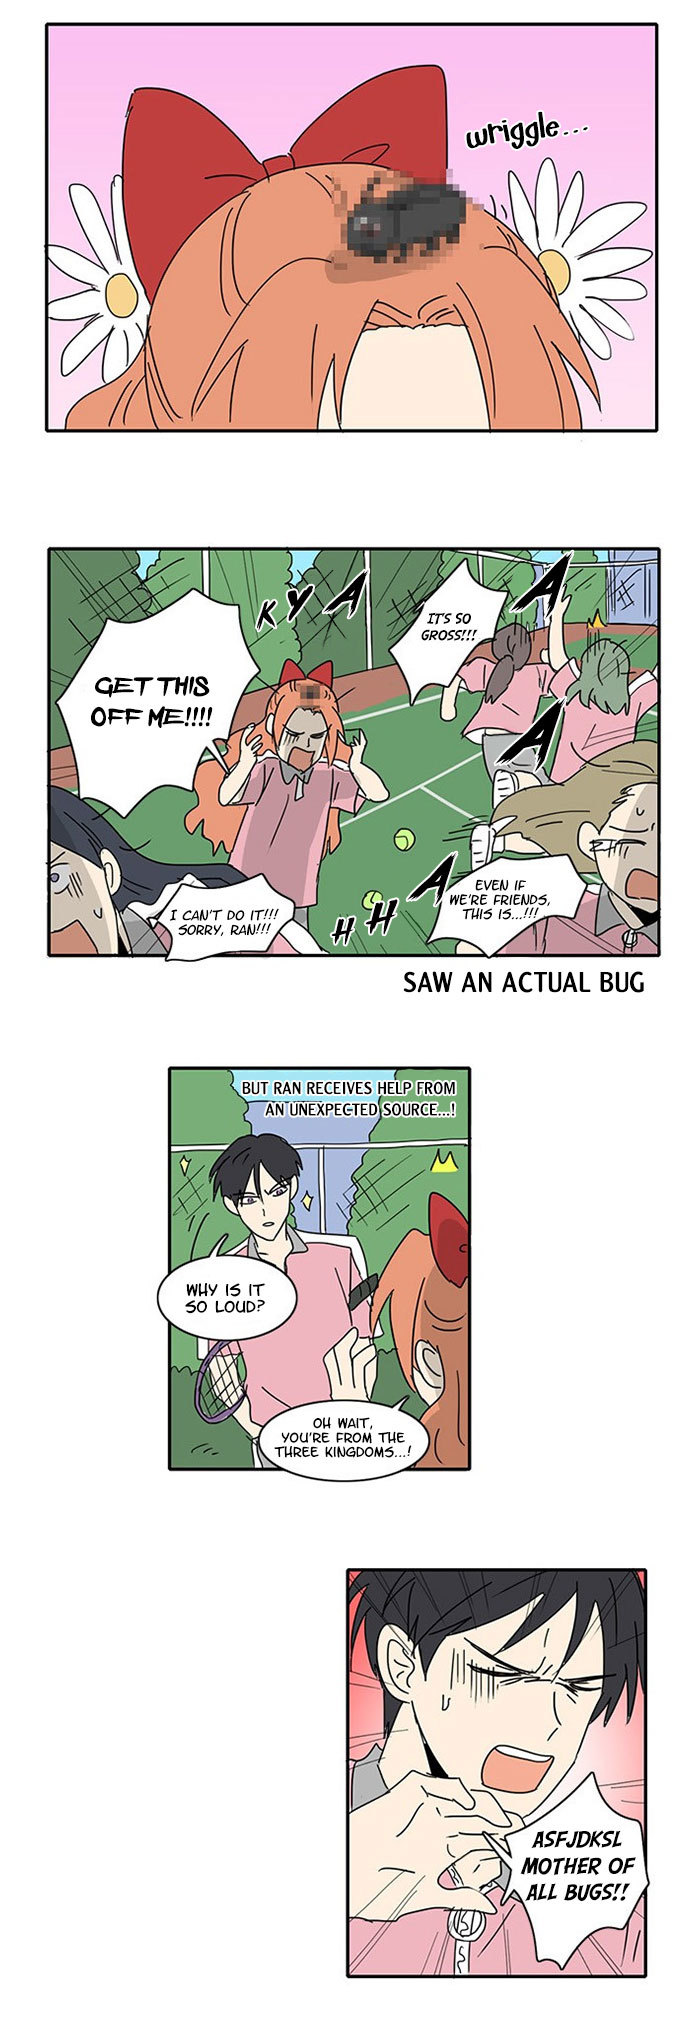 wriggle...
KYA
AA
IT'S SO
GROSS!!!
GET THIS
OFF ME!!!!
I CAN'T DO IT!!!
SORRY, RAN!!!
HHA
EVEN IF
WE'RE FRIENDS,
THIS IS...!!!
SAW AN ACTUAL BUG
BUT RAN RECEIVES HELP FROM
AN UNEXPECTED SOURCE...!
WHY IS IT
SO LOUD?
OH WAIT,
YOU'RE FROM THE
THREE KINGDOMS...!
ASFJDKSL
MOTHER OF
ALL BUGS!!